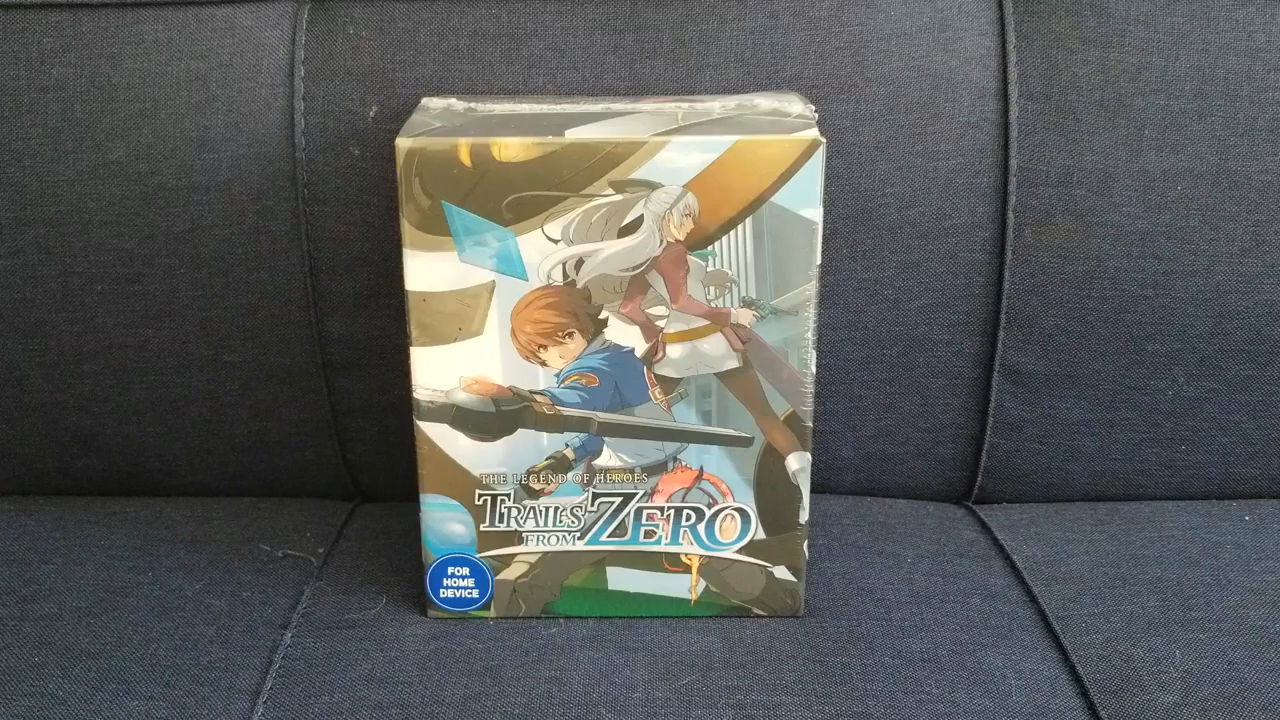 THE LEGEND OF HEROES
TRAILS
FROM ZERO
FOR
HOME
DEVICE